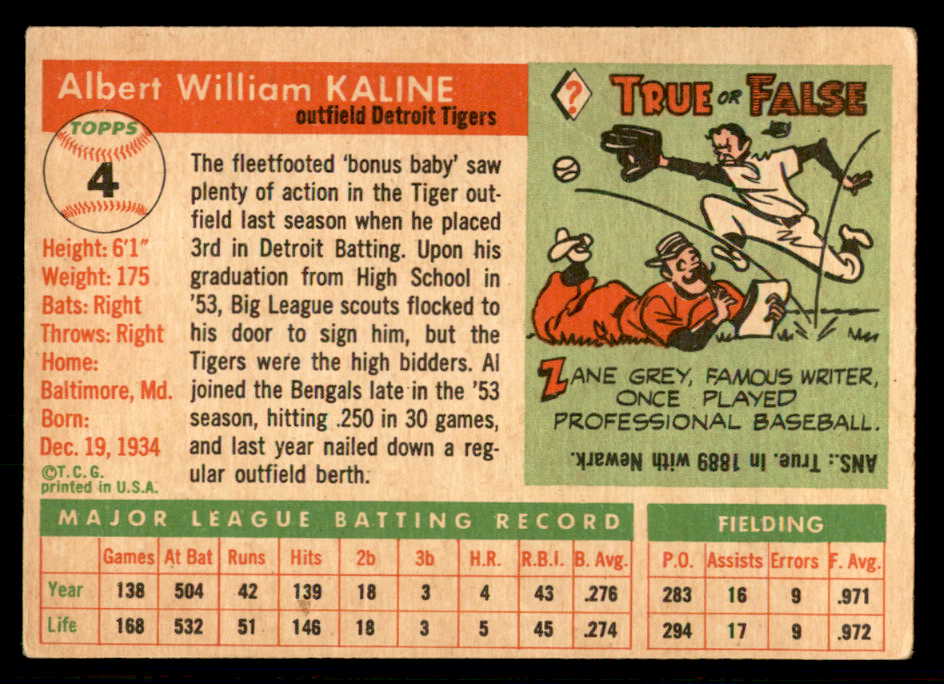 Albert William KALINE
outfield Detroit Tigers
TOPPS
4
Height: 6'1"
Weight: 175
Bats: Right
Throws: Right
Home:
Baltimore, Md.
Born:
Dec. 19, 1934
©T.C.G.
printed in U.S.A.
The fleetfooted 'bonus baby' saw
plenty of action in the Tiger out-
field last season when he placed
3rd in Detroit Batting. Upon his
graduation from High School in
'53, Big League scouts flocked to
his door to sign him, but the
Tigers were the high bidders. Al
joined the Bengals late in the '53
season, hitting .250 in 30 games,
and last year nailed down a reg-
ular outfield berth.
? TRUE OR FALSE
ZANE GREY, FAMOUS WRITER,
ONCE PLAYED
PROFESSIONAL BASEBALL.
ANS.: True. In 1889 with Newark.
MAJOR LEAGUE BATTING RECORD
Games At Bat Runs Hits 2b 3b H.R. R.B.I. B. Avg.
Year 138 504 42 139 18 3 4 43 .276
Life 168 532 51 146 18 3 5 45 .274
FIELDING
P.O. Assists Errors F. Avg.
283 16 9 .971
294 17 9 .972